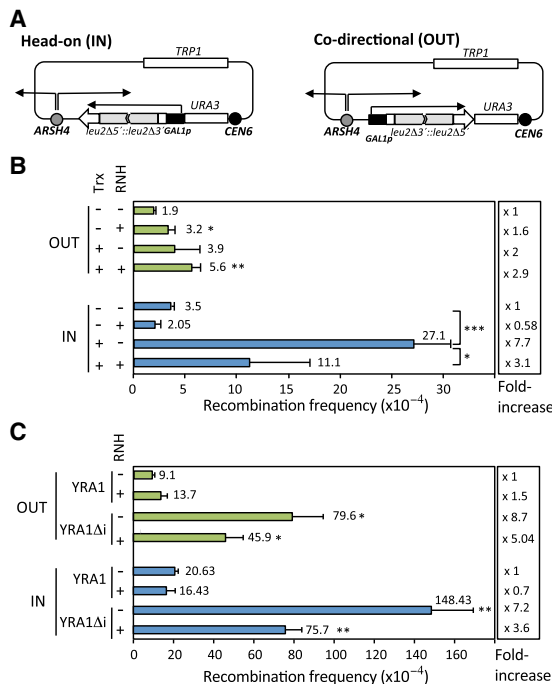 A
Head-on (IN)
Co-directional (OUT)
TRP1
TRP1
URA3
URA3
ARSH4
leu2Δ5´::leu2Δ3´
GAL1p
CEN6
ARSH4
GAL1p
leu2Δ3´::leu2Δ5´
CEN6
B
Trx RNH
OUT
- - 1.9 x 1
- + 3.2 * x 1.6
+ - 3.9 x 2
+ + 5.6 ** x 2.9
IN
- - 3.5 x 1
- + 2.05 x 0.58
+ - 27.1 x 7.7
***
+ + 11.1 x 3.1
*
0 5 10 15 20 25 30
Recombination frequency (x10⁻⁴)
Fold-
increase
C
RNH
OUT
YRA1
- 9.1 x 1
+ 13.7 x 1.5
YRA1Δi
- 79.6 * x 8.7
+ 45.9 * x 5.04
IN
YRA1
- 20.63 x 1
+ 16.43 x 0.7
YRA1Δi
- 148.43 ** x 7.2
+ 75.7 ** x 3.6
0 20 40 60 80 100 120 140 160
Recombination frequency (x10⁻⁴)
Fold-
increase